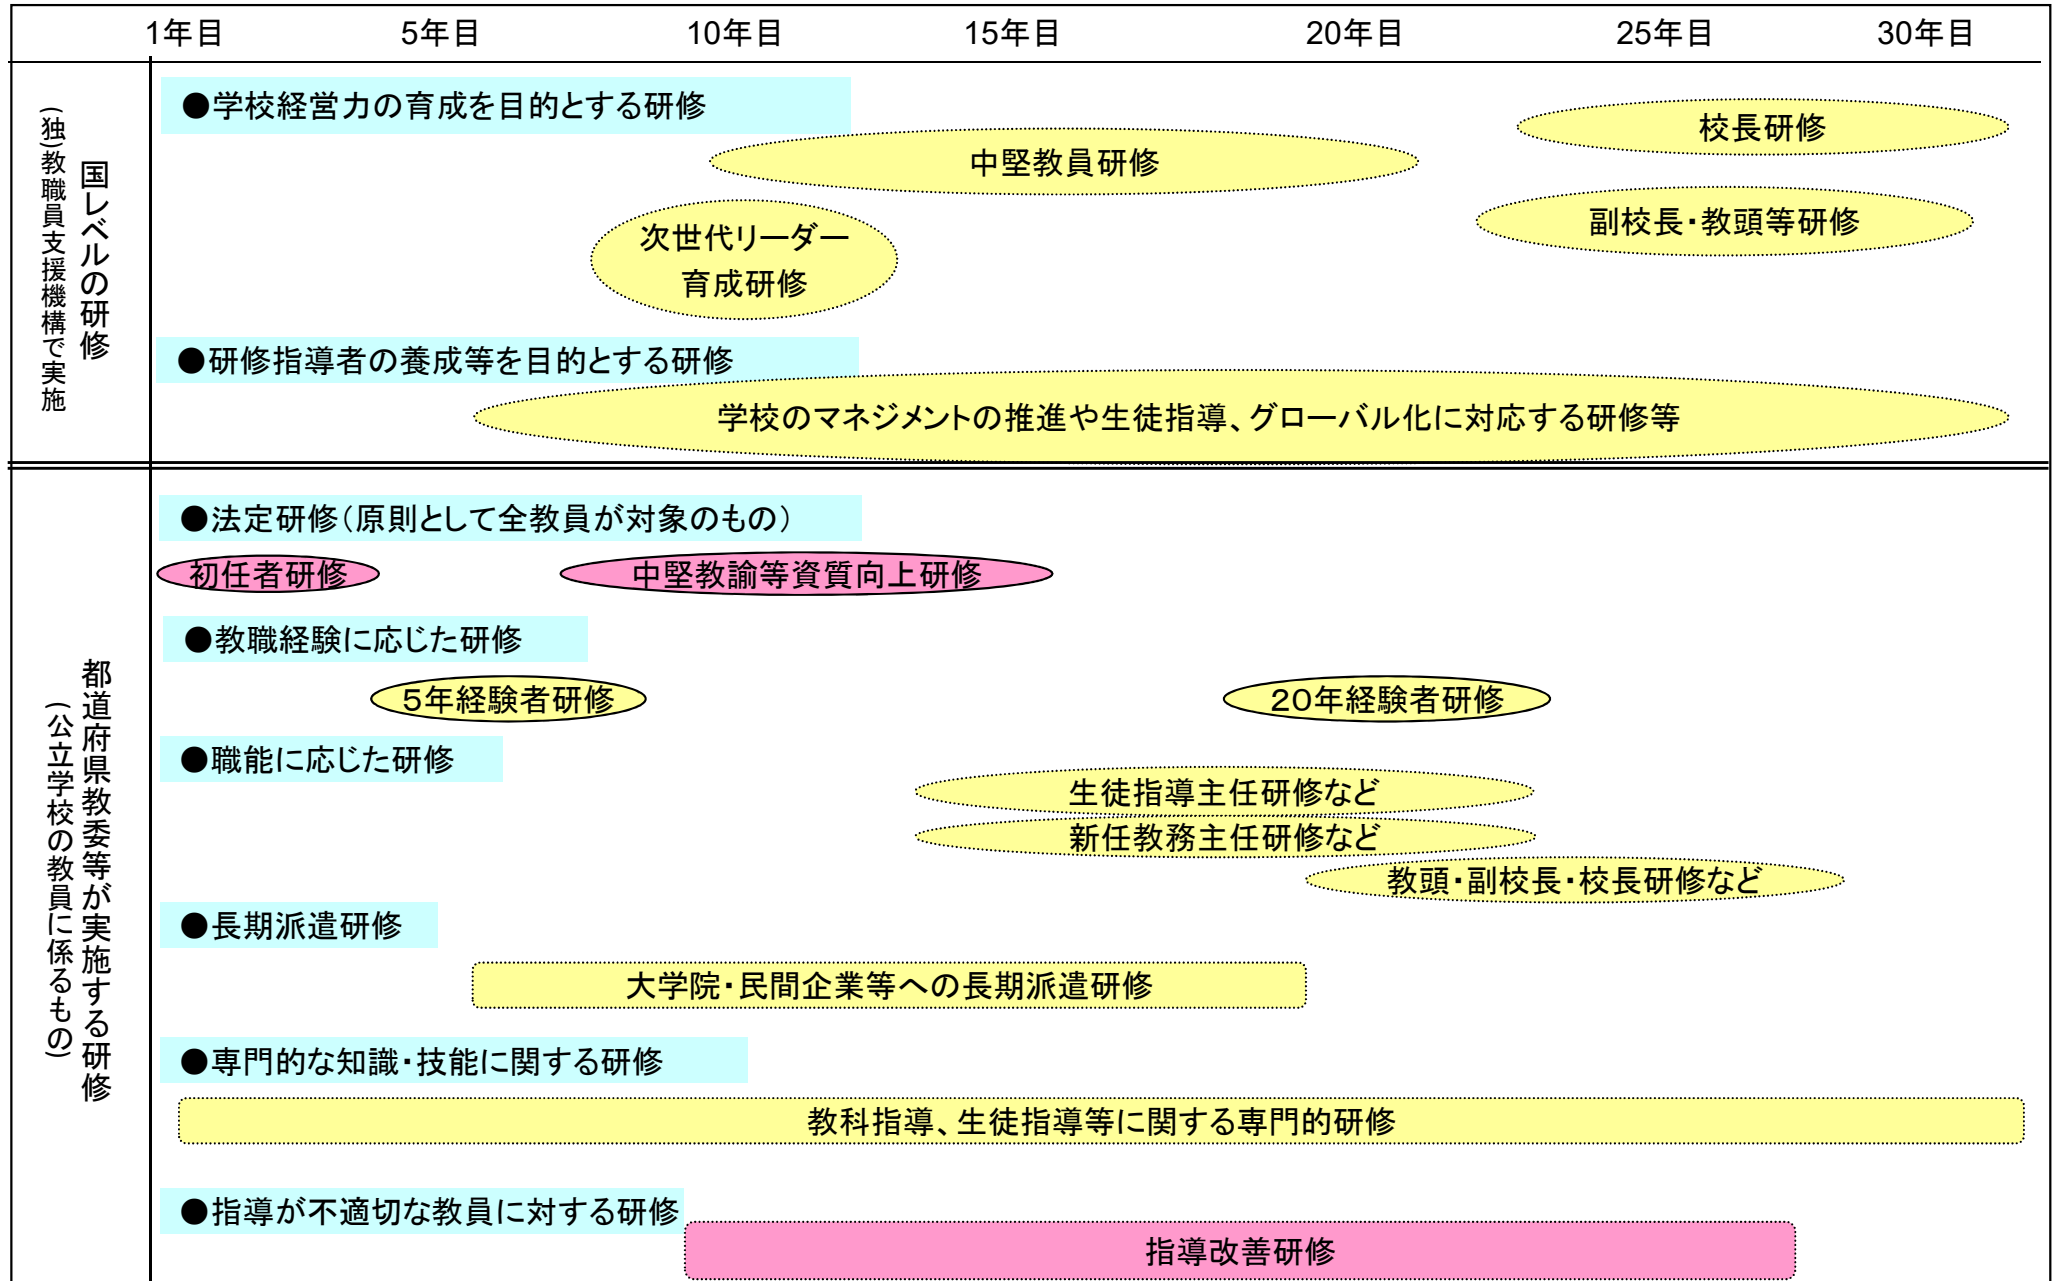 1年目 5年目 10年目 15年目 20年目 25年目 30年目
国レベルの研修
(独)教職員支援機構で実施
●学校経営力の育成を目的とする研修
校長研修
中堅教員研修
副校長・教頭等研修
次世代リーダー
育成研修
●研修指導者の養成等を目的とする研修
学校のマネジメントの推進や生徒指導、グローバル化に対応する研修等
都道府県教委等が実施する研修
(公立学校の教員に係るもの)
●法定研修(原則として全教員が対象のもの)
初任者研修 中堅教諭等資質向上研修
●教職経験に応じた研修
5年経験者研修 20年経験者研修
●職能に応じた研修
生徒指導主任研修など
新任教務主任研修など
教頭・副校長・校長研修など
●長期派遣研修
大学院・民間企業等への長期派遣研修
●専門的な知識・技能に関する研修
教科指導、生徒指導等に関する専門的研修
●指導が不適切な教員に対する研修
指導改善研修